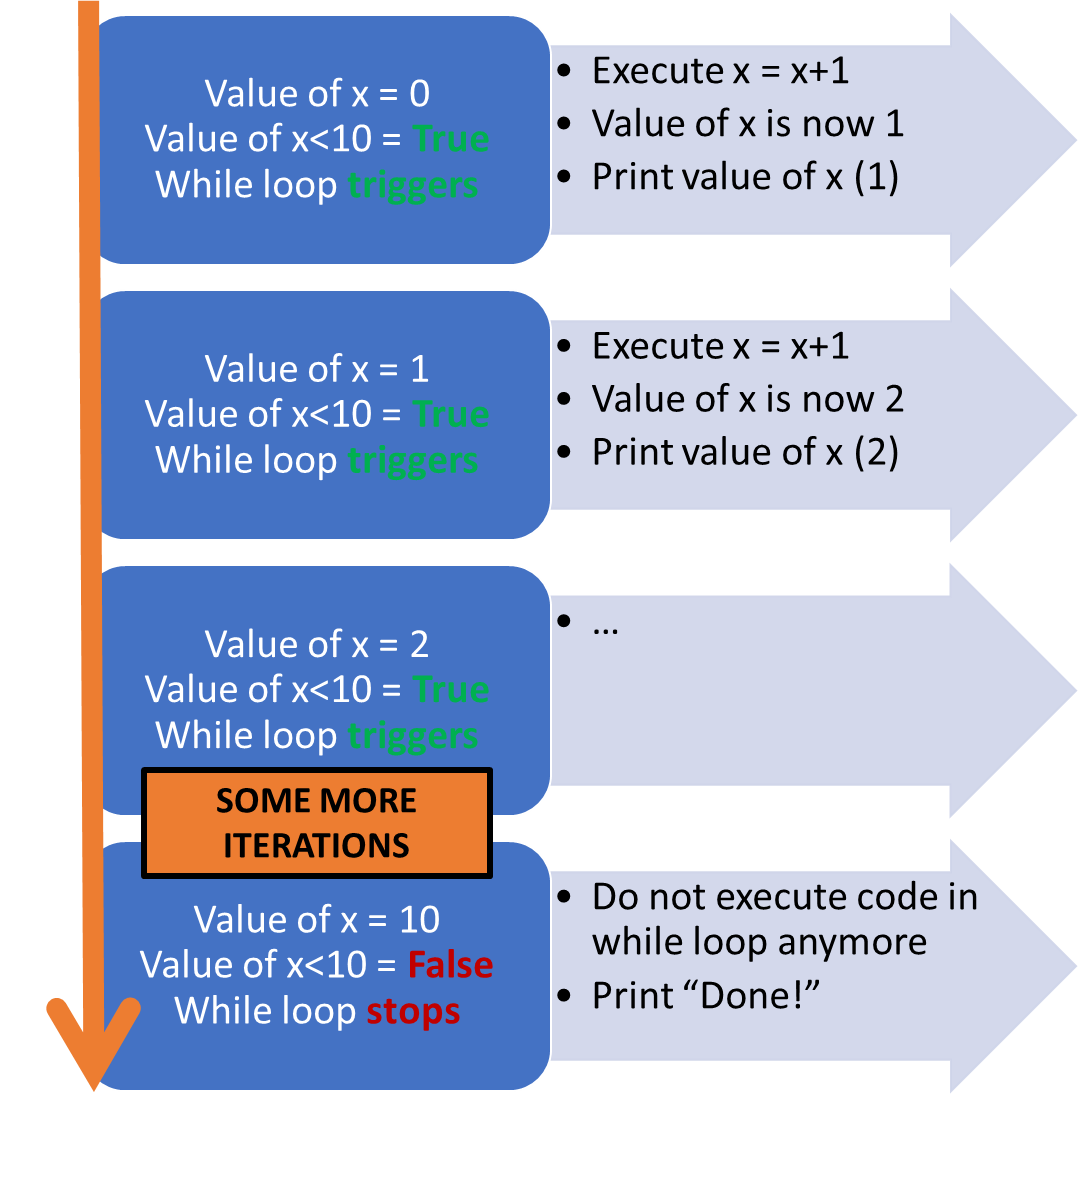 Value of x = 0
Value of x<10 = True
While loop triggers
• Execute x = x+1
• Value of x is now 1
• Print value of x (1)
Value of x = 1
Value of x<10 = True
While loop triggers
• Execute x = x+1
• Value of x is now 2
• Print value of x (2)
Value of x = 2
Value of x<10 = True
While loop triggers
• ...
SOME MORE
ITERATIONS
Value of x = 10
Value of x<10 = False
While loop stops
• Do not execute code in
while loop anymore
• Print “Done!”